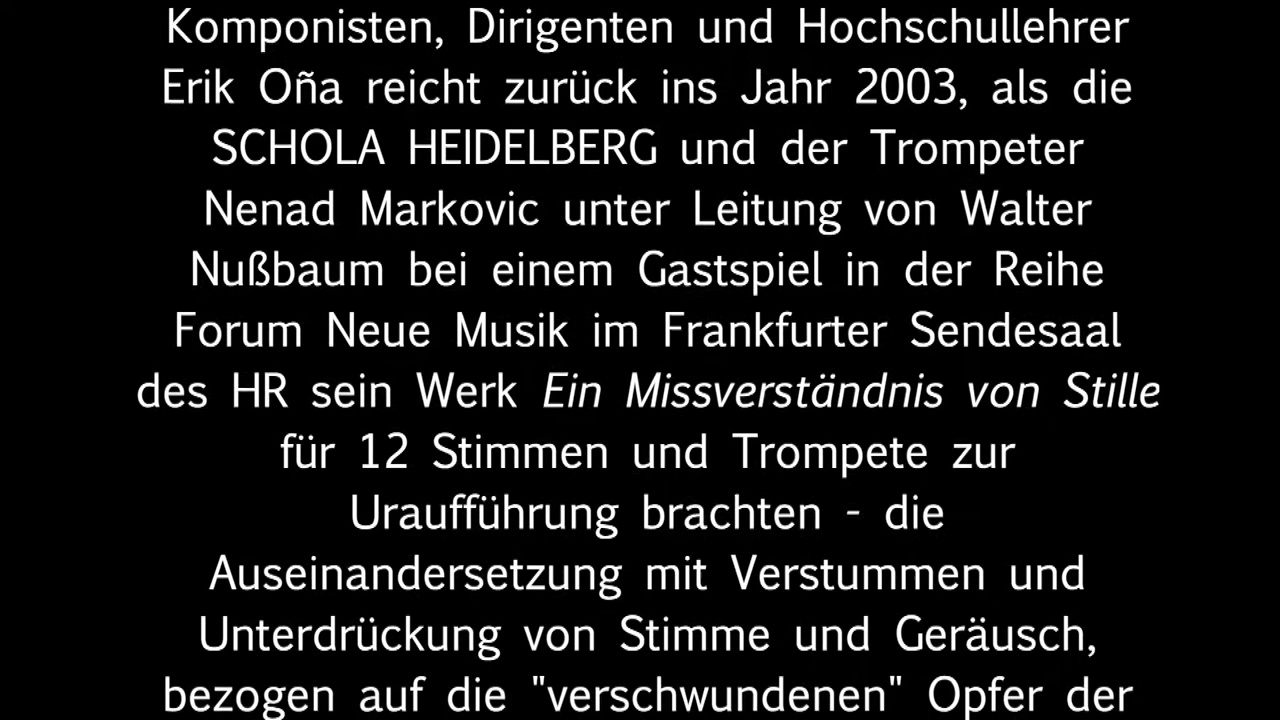 Komponisten, Dirigenten und Hochschullehrer
Erik Oña reicht zurück ins Jahr 2003, als die
SCHOLA HEIDELBERG und der Trompeter
Nenad Markovic unter Leitung von Walter
Nußbaum bei einem Gastspiel in der Reihe
Forum Neue Musik im Frankfurter Sendesaal
des HR sein Werk Ein Missverständnis von Stille
für 12 Stimmen und Trompete zur
Uraufführung brachten - die
Auseinandersetzung mit Verstummen und
Unterdrückung von Stimme und Geräusch,
bezogen auf die "verschwundenen" Opfer der